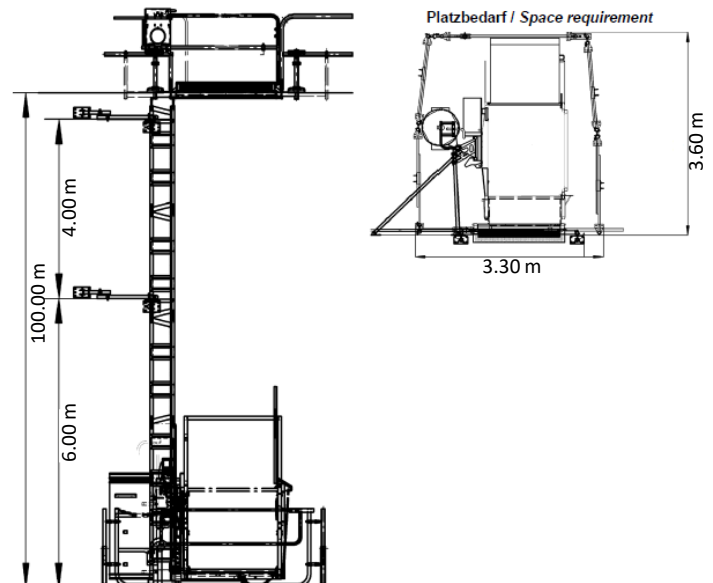 Platzbedarf / Space requirement
3.60 m
3.30 m
4.00 m
100.00 m
6.00 m